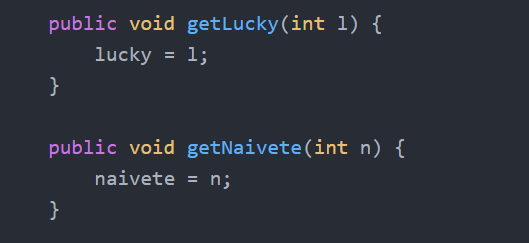 public void getLucky(int l) {
    lucky = l;
}

public void getNaivete(int n) {
    naivete = n;
}